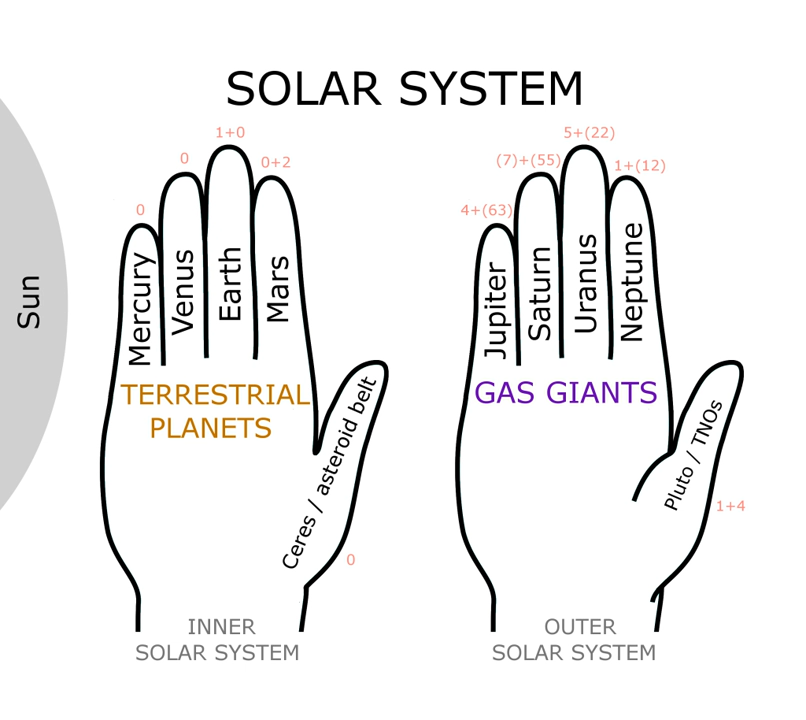 SOLAR SYSTEM
Sun
0
0
1+0
0+2
Mercury
Venus
Earth
Mars
TERRESTRIAL
PLANETS
Ceres / asteroid belt
0
INNER
SOLAR SYSTEM
4+(63)
(7)+(55)
5+(22)
1+(12)
Jupiter
Saturn
Uranus
Neptune
GAS GIANTS
Pluto / TNOs
1+4
OUTER
SOLAR SYSTEM